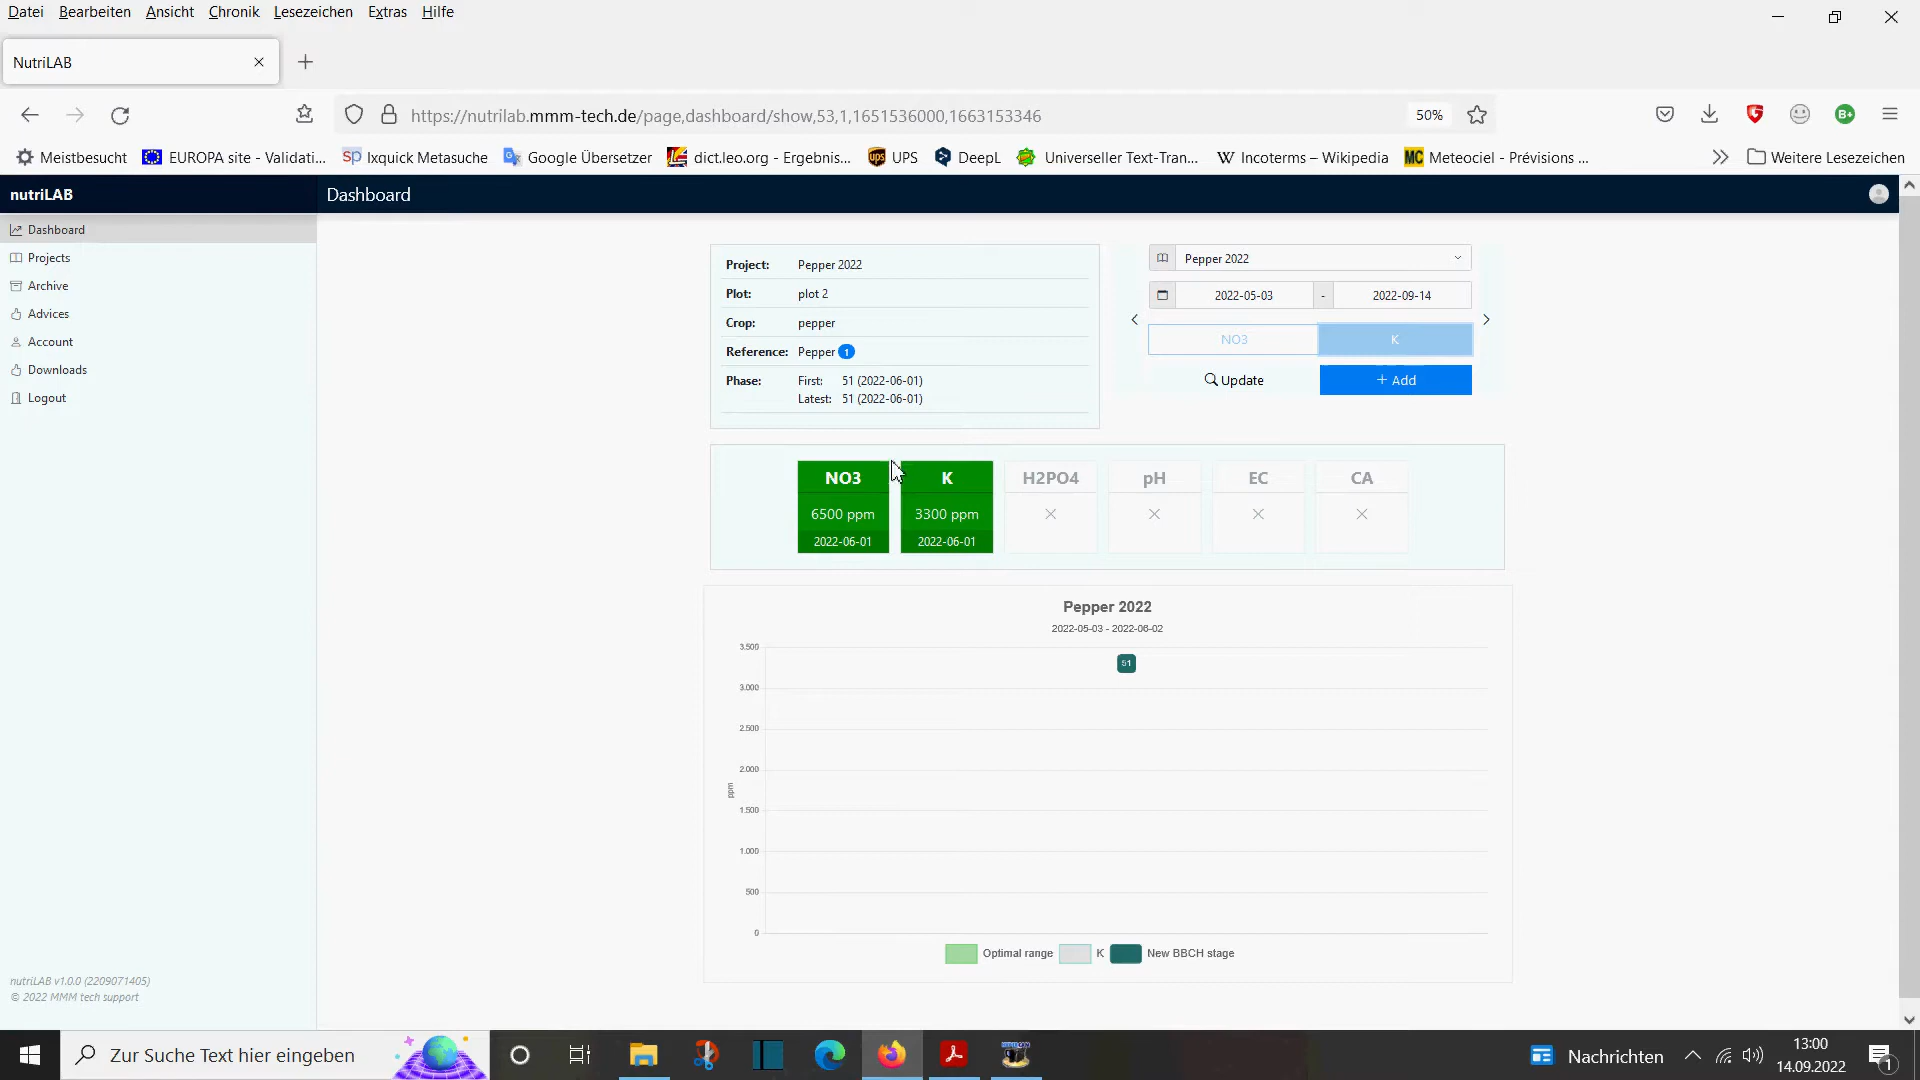 Datei Bearbeiten Ansicht Chronik Lesezeichen Extras Hilfe
NutriLAB
https://nutrilab.mmm-tech.de/page,dashboard/show,53,1,1651536000,1663153346 50%
Meistbesucht EUROPA site - Validati... Ixquick Metasuche Google Übersetzer dict.leo.org - Ergebnis... UPS DeepL Universeller Text-Tran... Incoterms – Wikipedia Meteociel - Prévisions ... Weitere Lesezeichen
nutriLAB Dashboard
Dashboard
Projects
Archive
Advices
Account
Downloads
Logout
Project: Pepper 2022
Plot: plot 2
Crop: pepper
Reference: Pepper 1
Phase: First: 51 (2022-06-01)
Latest: 51 (2022-06-01)
Pepper 2022
2022-05-03 - 2022-09-14
NO3 K
Update + Add
NO3 K H2PO4 pH EC CA
6500 ppm 3300 ppm
2022-06-01 2022-06-01
Pepper 2022
2022-05-03 - 2022-06-02
3.500
51
3.000
2.500
2.000
ppm
1.500
1.000
500
0
Optimal range K New BBCH stage
nutriLAB v1.0.0 (2209071405)
© 2022 MMM tech support
Zur Suche Text hier eingeben
Nachrichten
13:00
14.09.2022
1